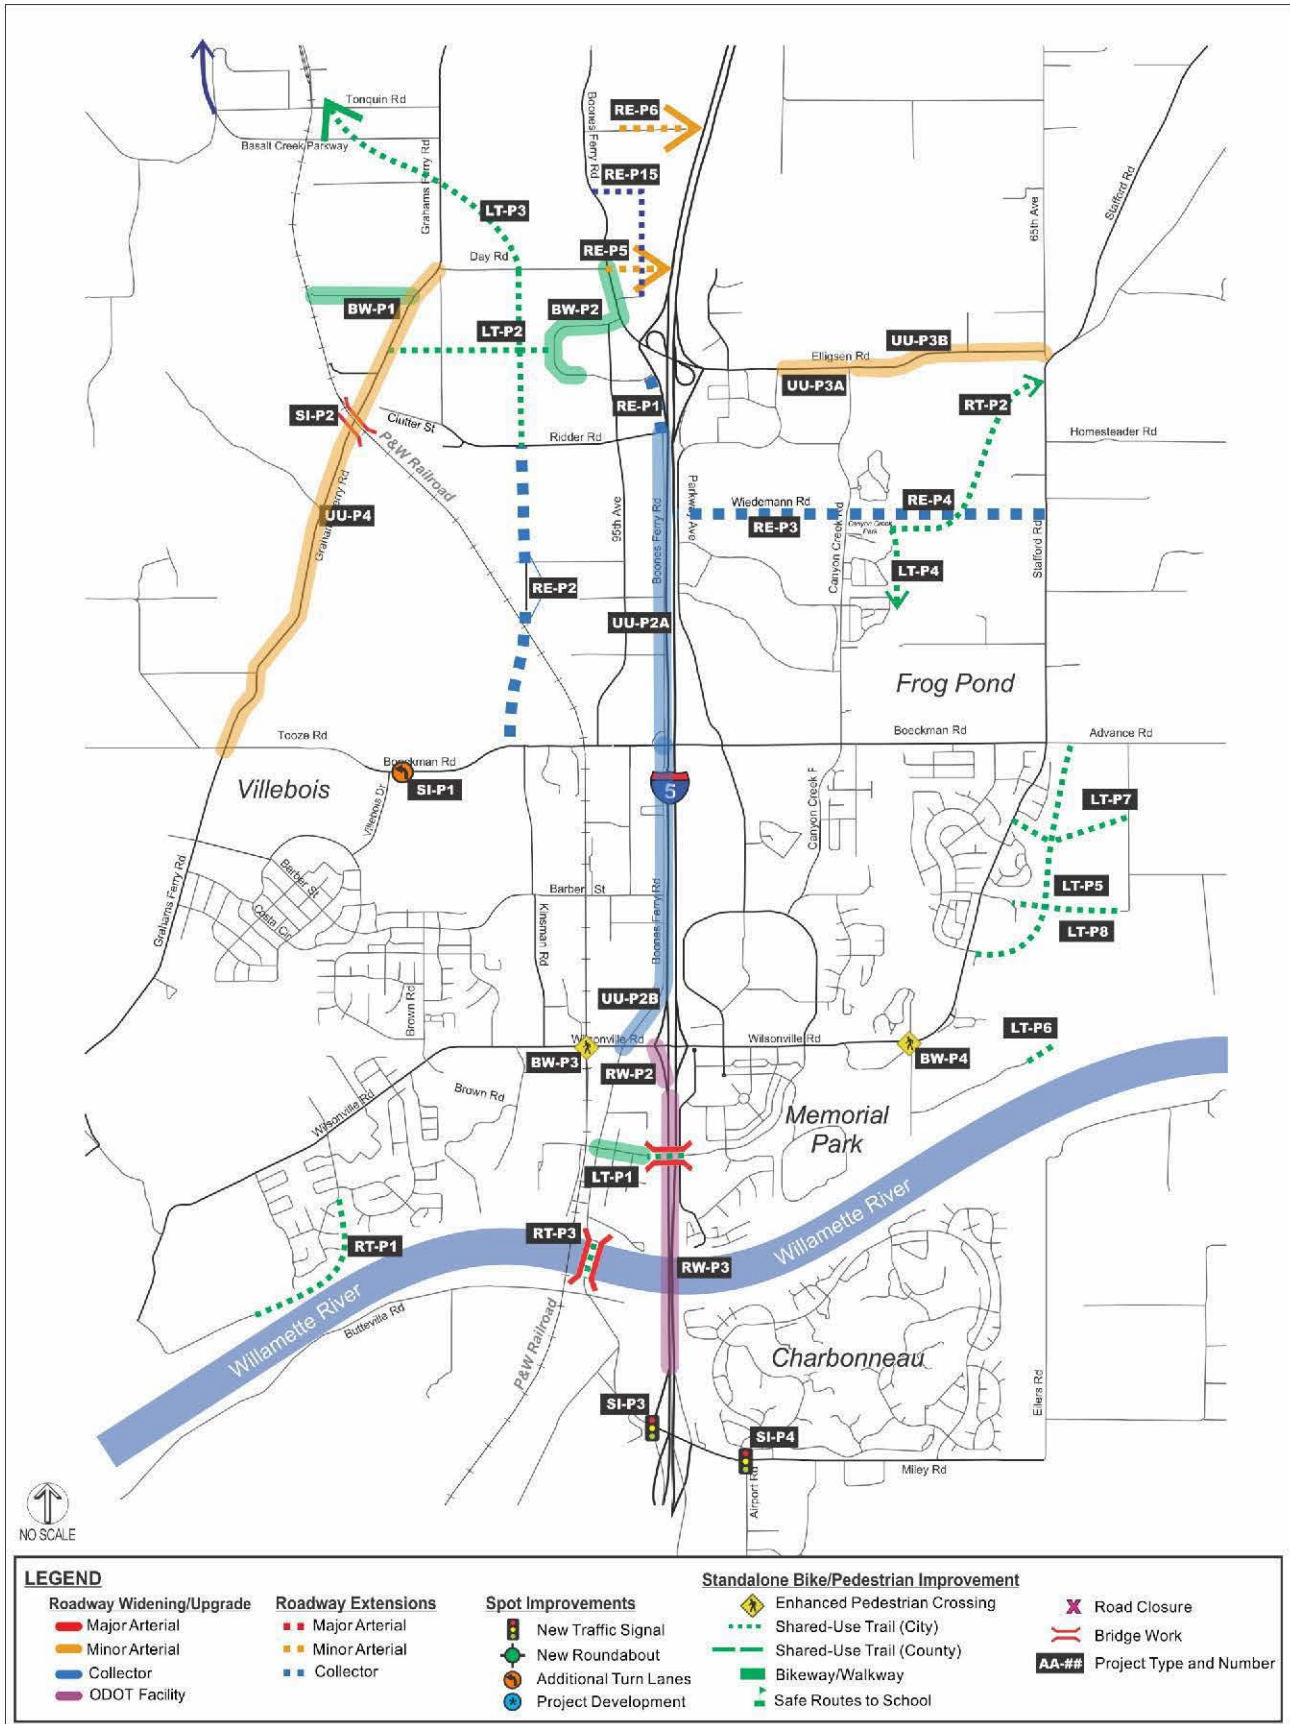 Tonquin Rd
Basalt Creek Parkway
Grahams Ferry Rd
Boones Ferry Rd
RE-P6
RE-P15
LT-P3
65th Ave
Stafford Rd
Day Rd
RE-P5
BW-P1
BW-P2
LT-P2
UU-P3B
Elligsen Rd
UU-P3A
RE-P1
RT-P2
SI-P2
Clutter St
P&W Railroad
Ridder Rd
Homesteader Rd
95th Ave
Boones Ferry Rd
Parkway Ave
Wiedemann Rd
RE-P4
RE-P3
Canyon Creek Park
Canyon Creek Rd
Stafford Rd
UU-P4
LT-P4
RE-P2
UU-P2A
Frog Pond
Tooze Rd
Boeckman Rd
Advance Rd
Boeckman Rd
5
SI-P1
Villebois
Villebois Dr
LT-P7
Grahams Ferry Rd
Barber St
Costa Cir
Barber St
LT-P5
LT-P8
Kinsman Rd
Boones Ferry Rd
Brown Rd
UU-P2B
Wilsonville Rd
Wilsonville Rd
LT-P6
BW-P3
RW-P2
BW-P4
Brown Rd
Wilsonville Rd
Memorial
Park
LT-P1
RT-P1
RT-P3
RW-P3
Willamette River
Willamette River
Butteville Rd
P&W Railroad
Charbonneau
Eilers Rd
SI-P3
SI-P4
Miley Rd
Airport Rd
NO SCALE
LEGEND
Roadway Widening/Upgrade
Major Arterial
Minor Arterial
Collector
ODOT Facility
Roadway Extensions
Major Arterial
Minor Arterial
Collector
Spot Improvements
New Traffic Signal
New Roundabout
Additional Turn Lanes
Project Development
Standalone Bike/Pedestrian Improvement
Enhanced Pedestrian Crossing
Shared-Use Trail (City)
Shared-Use Trail (County)
Bikeway/Walkway
Safe Routes to School
Road Closure
Bridge Work
AA-## Project Type and Number